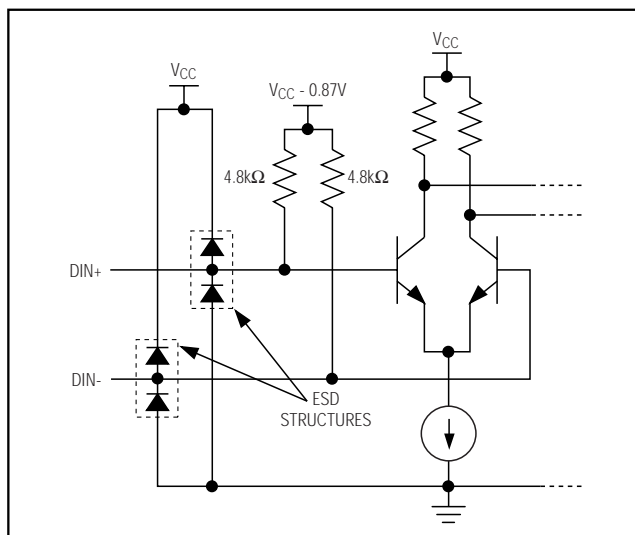 VCC
VCC
VCC - 0.87V
4.8kΩ
4.8kΩ
DIN+
DIN-
ESD
STRUCTURES